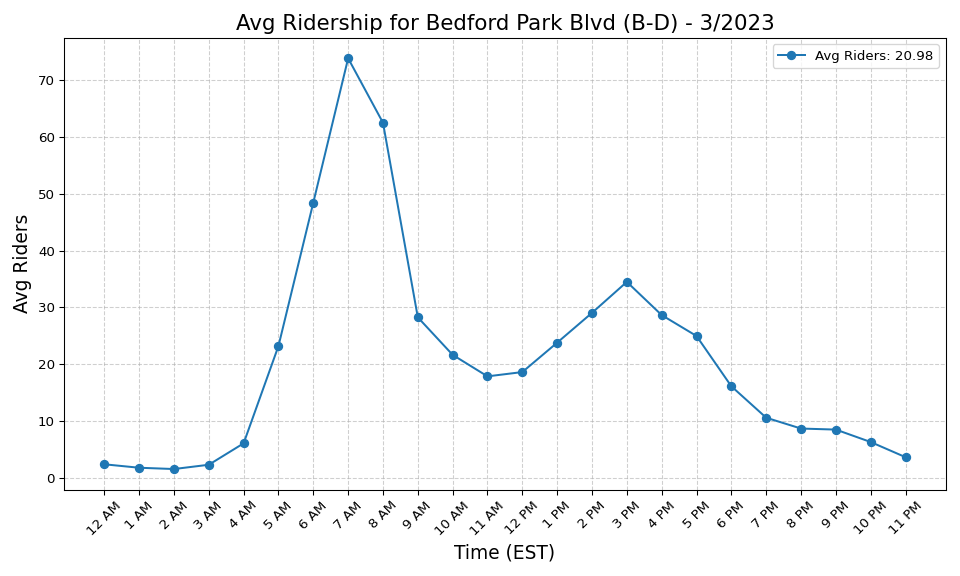 Avg Ridership for Bedford Park Blvd (B-D) - 3/2023
Avg Riders: 20.98
Avg Riders
70
60
50
40
30
20
10
0
12 AM
1 AM
2 AM
3 AM
4 AM
5 AM
6 AM
7 AM
8 AM
9 AM
10 AM
11 AM
12 PM
1 PM
2 PM
3 PM
4 PM
5 PM
6 PM
7 PM
8 PM
9 PM
10 PM
11 PM
Time (EST)